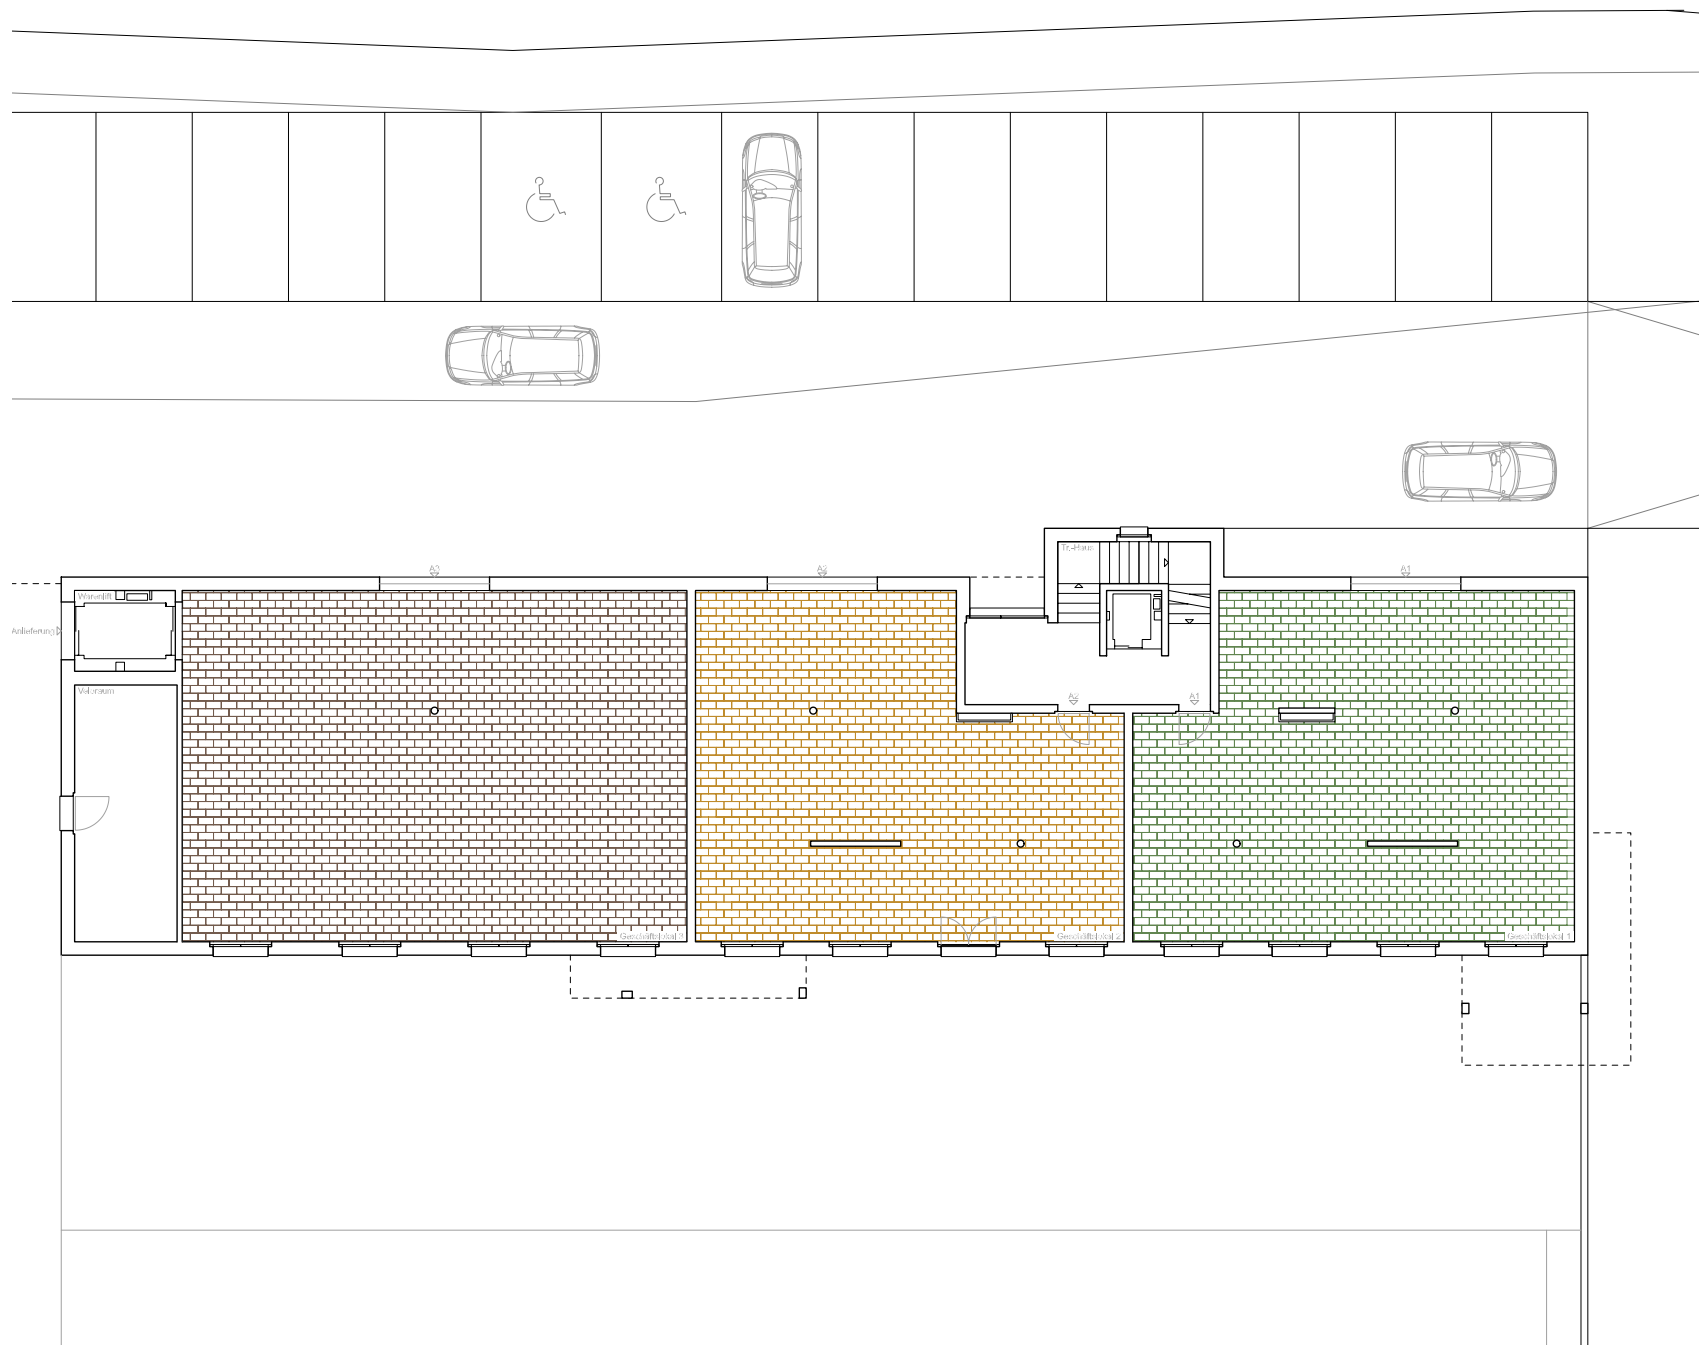 Tr.-Haus
A3
A2
A1
Warenlift
Anlieferung
Veloraum
A2
A1
Geschäftslokal 3
Geschäftslokal 2
Geschäftslokal 1